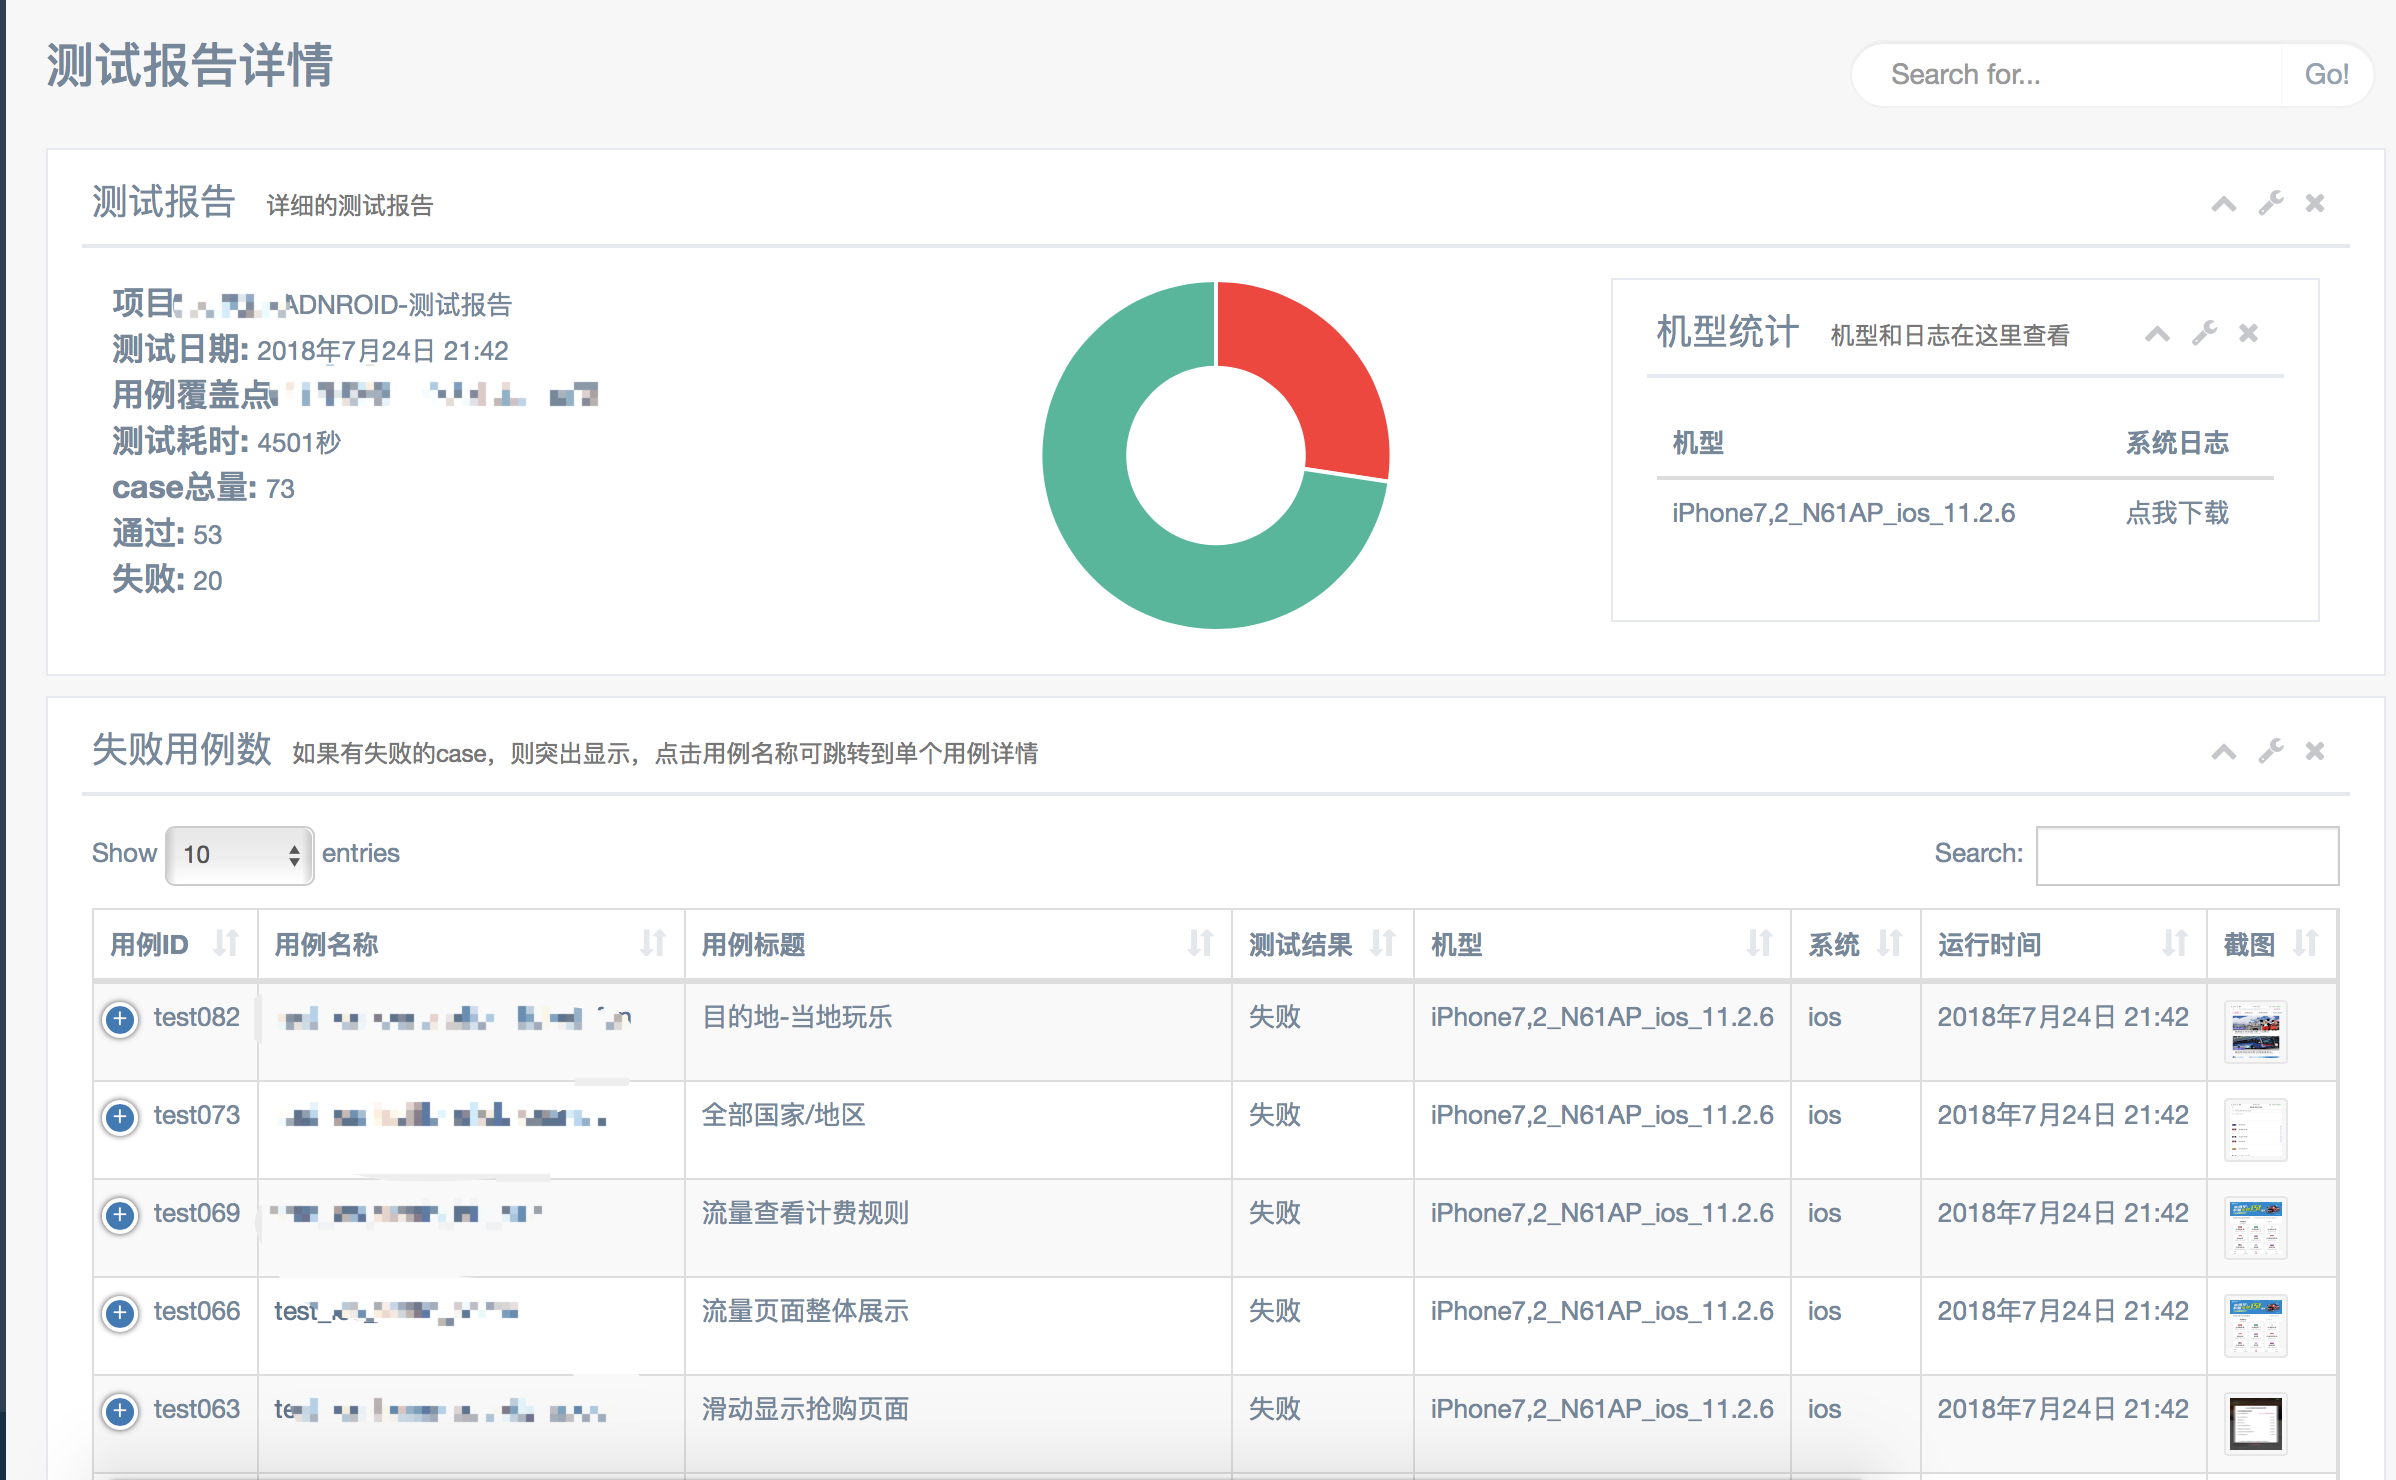 测试报告详情
Search for...
Go!
测试报告 详细的测试报告
项目 ADNROID-测试报告
测试日期: 2018年7月24日 21:42
用例覆盖点
测试耗时: 4501秒
case总量: 73
通过: 53
失败: 20
机型统计 机型和日志在这里查看
机型 系统日志
iPhone7,2_N61AP_ios_11.2.6 点我下载
失败用例数 如果有失败的case，则突出显示，点击用例名称可跳转到单个用例详情
Show 10 entries
Search:
用例ID 用例名称 用例标题 测试结果 机型 系统 运行时间 截图
test082 目的地-当地玩乐 失败 iPhone7,2_N61AP_ios_11.2.6 ios 2018年7月24日 21:42
test073 全部国家/地区 失败 iPhone7,2_N61AP_ios_11.2.6 ios 2018年7月24日 21:42
test069 流量查看计费规则 失败 iPhone7,2_N61AP_ios_11.2.6 ios 2018年7月24日 21:42
test066 test_ 流量页面整体展示 失败 iPhone7,2_N61AP_ios_11.2.6 ios 2018年7月24日 21:42
test063 滑动显示抢购页面 失败 iPhone7,2_N61AP_ios_11.2.6 ios 2018年7月24日 21:42